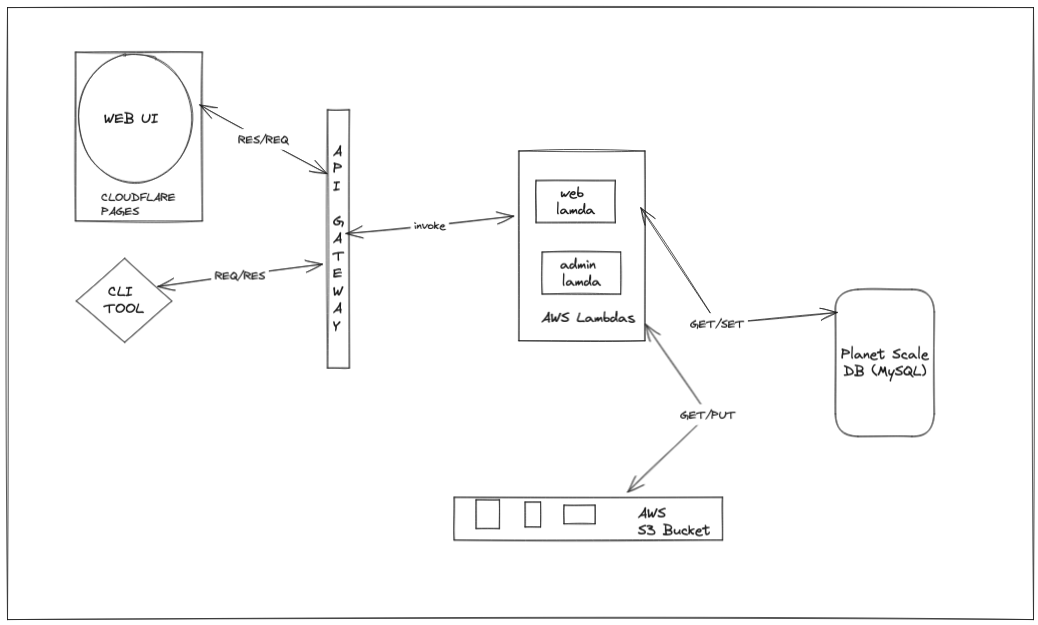 WEB UI
CLOUDFLARE
PAGES
RES/REQ
CLI
TOOL
REQ/RES
API GATEWAY
invoke
web
lamda
admin
lamda
AWS Lambdas
GET/SET
Planet Scale
DB (MySQL)
GET/PUT
AWS
S3 Bucket